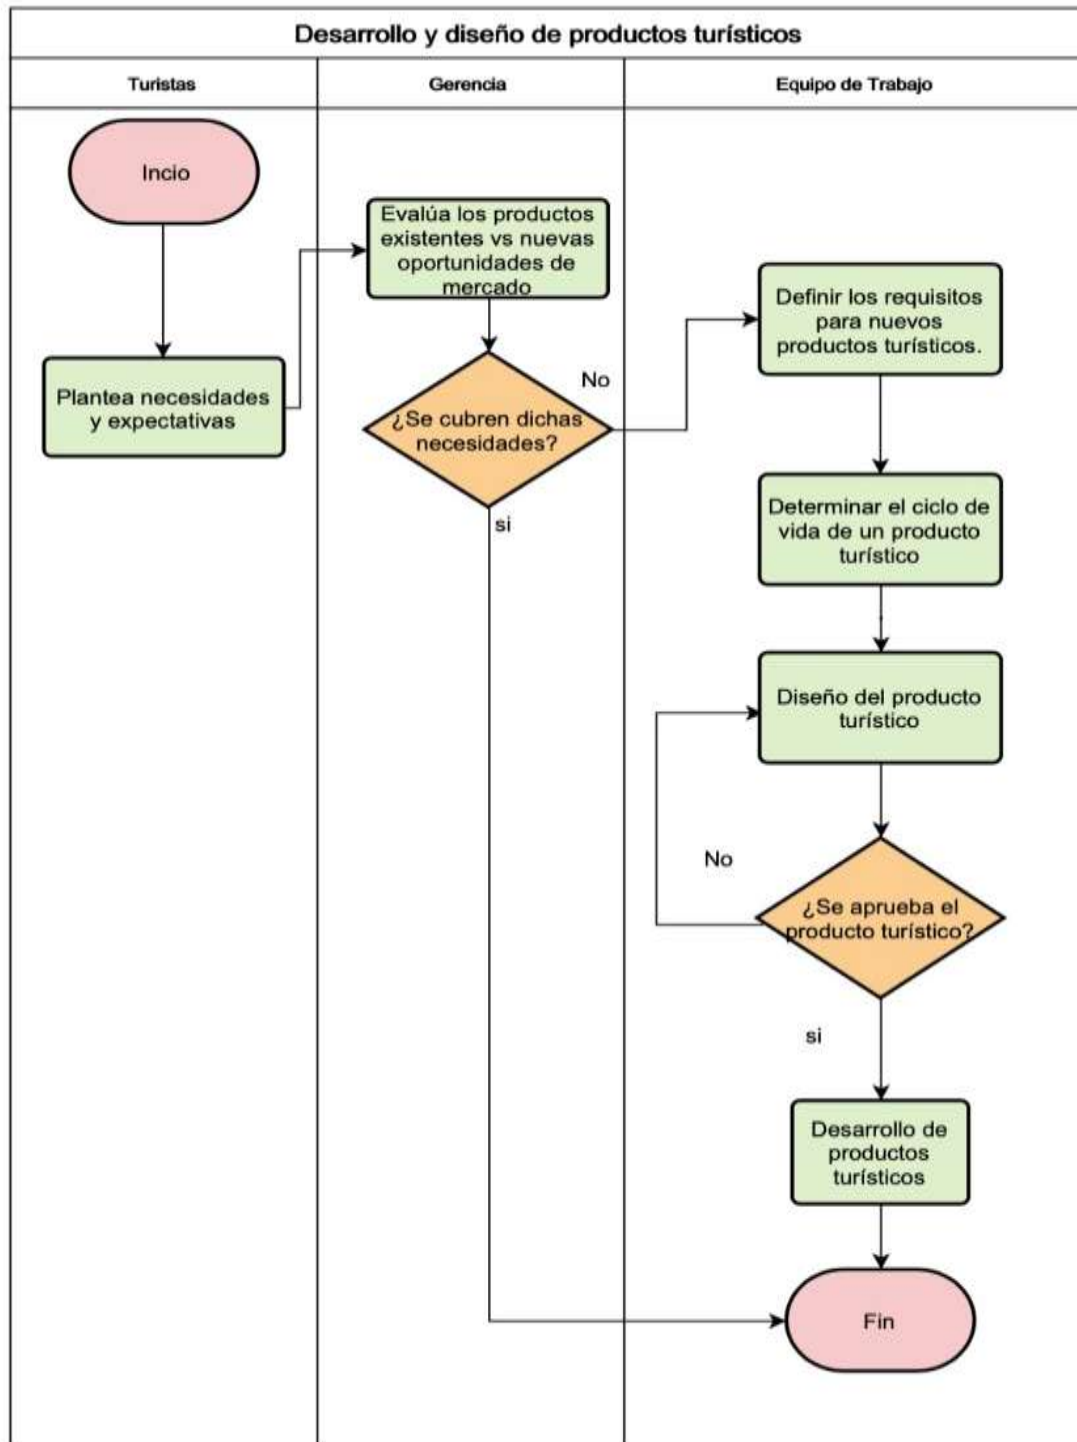 Desarrollo y diseño de productos turísticos
Turistas
Gerencia
Equipo de Trabajo
Incio
Evalúa los productos
existentes vs nuevas
oportunidades de
mercado
Definir los requisitos
para nuevos
productos turísticos.
Plantea necesidades
y expectativas
No
¿Se cubren dichas
necesidades?
Determinar el ciclo de
vida de un producto
turístico
si
Diseño del producto
turístico
No
¿Se aprueba el
producto turístico?
si
Desarrollo de
productos
turísticos
Fin